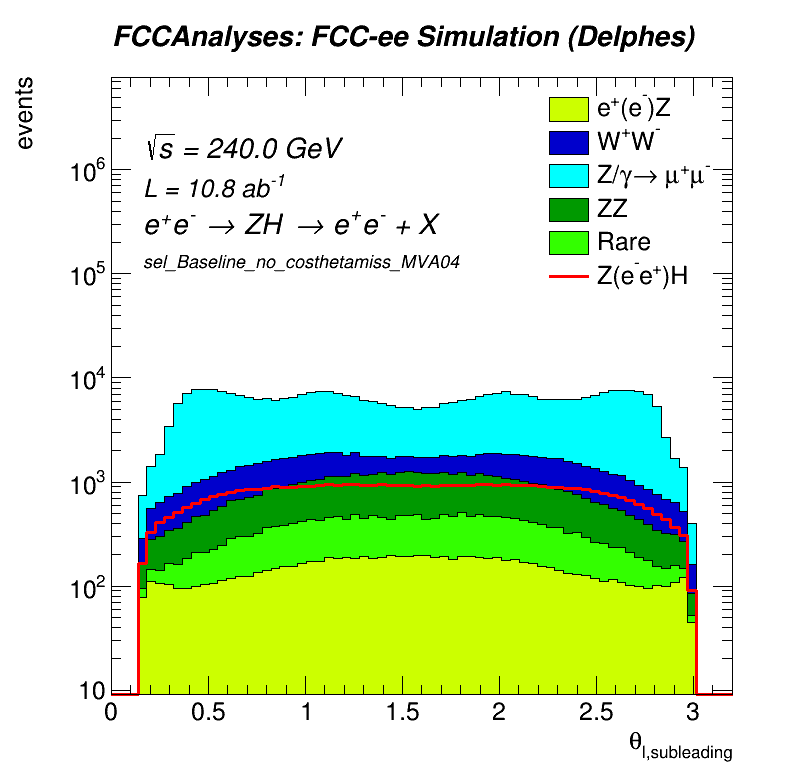 FCCAnalyses: FCC-ee Simulation (Delphes)
events
√s = 240.0 GeV
L = 10.8 ab⁻¹
e⁺e⁻ → ZH → e⁺e⁻ + X
sel_Baseline_no_costhetamiss_MVA04
e⁺(e⁻)Z
W⁺W⁻
Z/γ→ μ⁺μ⁻
ZZ
Rare
Z(e⁻e⁺)H
10⁶
10⁵
10⁴
10³
10²
10
0 0.5 1 1.5 2 2.5 3
θ_l,subleading